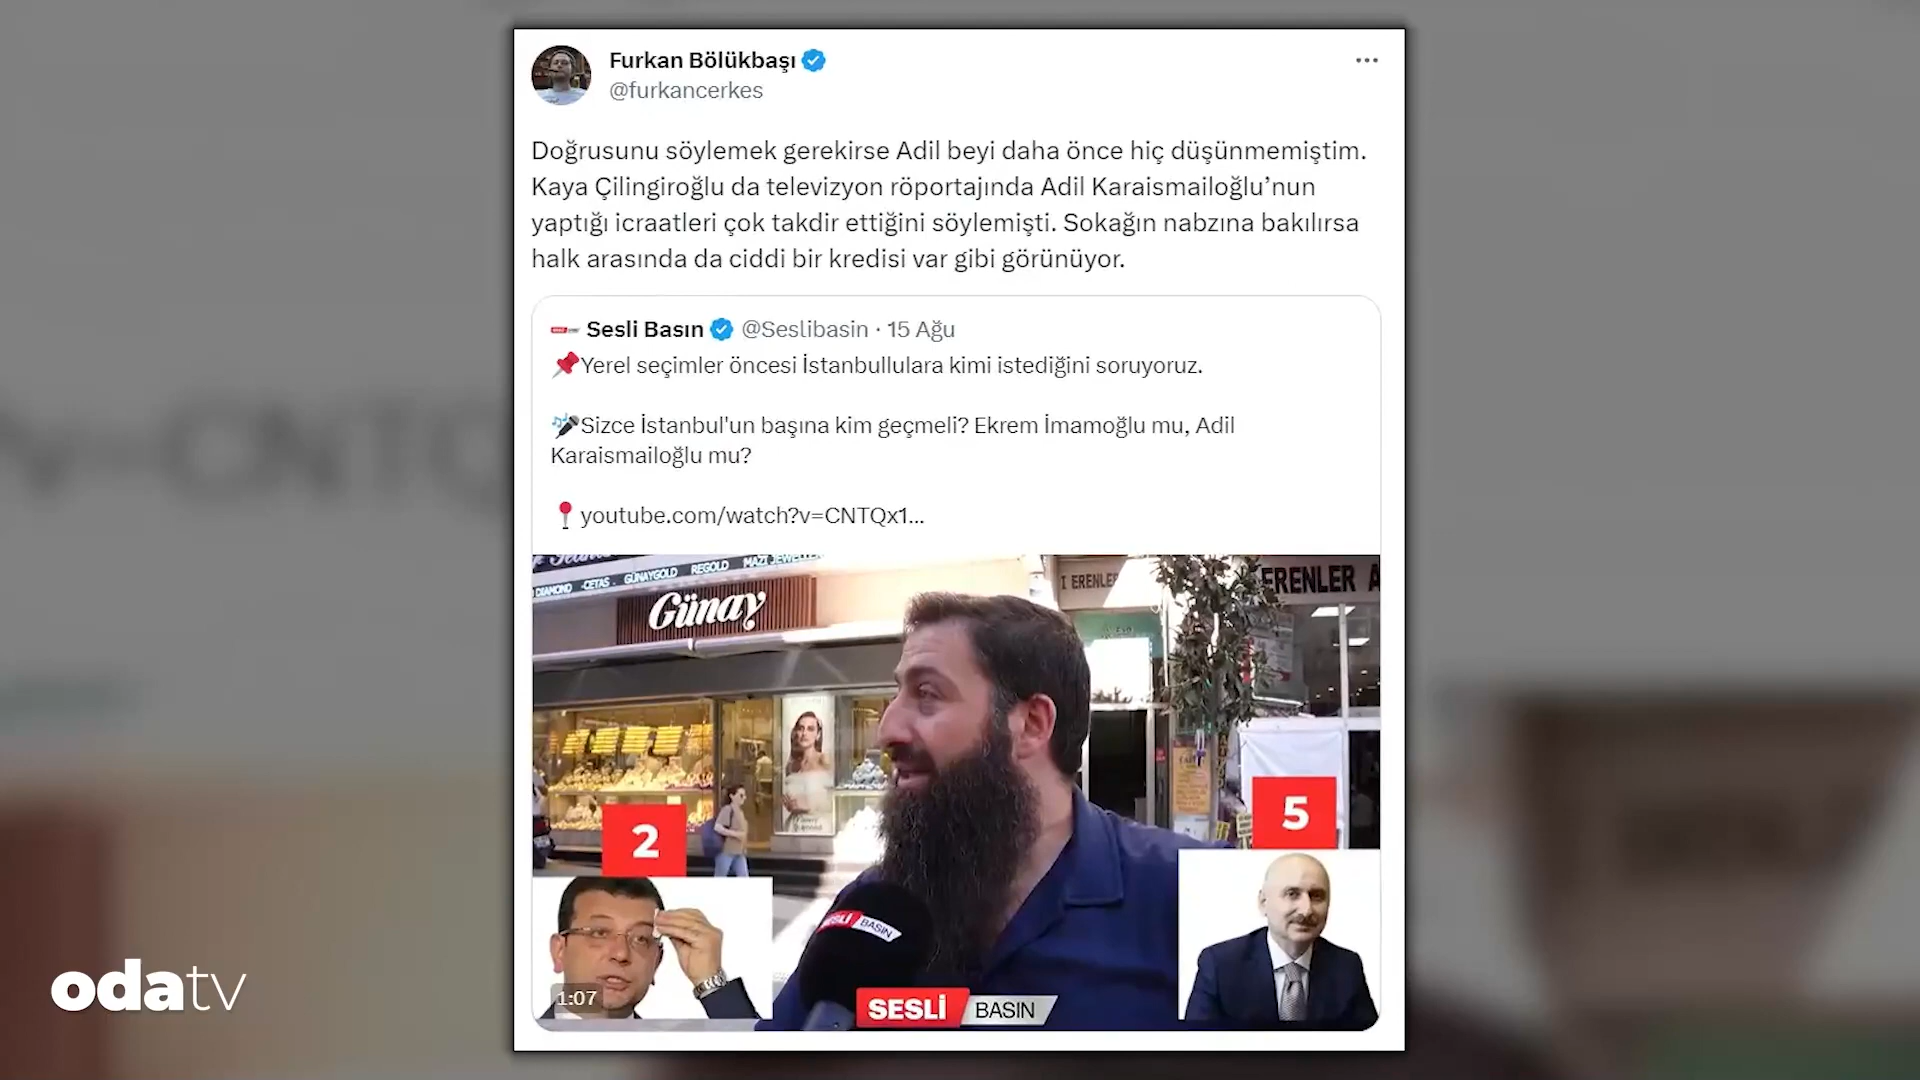 Furkan Bölükbaşı
@furkancerkes
Doğrusunu söylemek gerekirse Adil beyi daha önce hiç düşünmemiştim.
Kaya Çilingiroğlu da televizyon röportajında Adil Karaismailoğlu’nun
yaptığı icraatleri çok takdir ettiğini söylemişti. Sokağın nabzına bakılırsa
halk arasında da ciddi bir kredisi var gibi görünüyor.
Sesli Basın @Seslibasin · 15 Ağu
Yerel seçimler öncesi İstanbullulara kimi istediğini soruyoruz.
Sizce İstanbul'un başına kim geçmeli? Ekrem İmamoğlu mu, Adil
Karaismailoğlu mu?
youtube.com/watch?v=CNTQx1...
DIAMOND CETAS GÜNAYGOLD REGOLD MAZI
Günay
ERENLER
ERENLER A
2
5
SESLİ BASIN
1:07
SESLİ BASIN
odatv
v=CNTQ